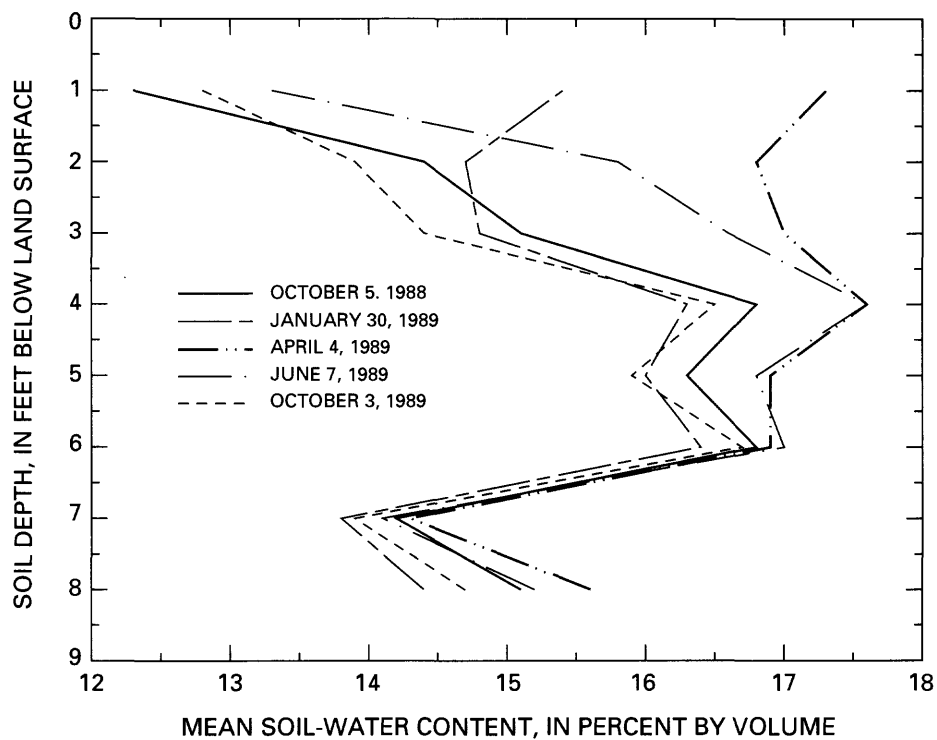 0
1
2
3
4
5
6
7
8
9
SOIL DEPTH, IN FEET BELOW LAND SURFACE
OCTOBER 5. 1988
JANUARY 30, 1989
APRIL 4, 1989
JUNE 7, 1989
OCTOBER 3, 1989
12 13 14 15 16 17 18
MEAN SOIL-WATER CONTENT, IN PERCENT BY VOLUME